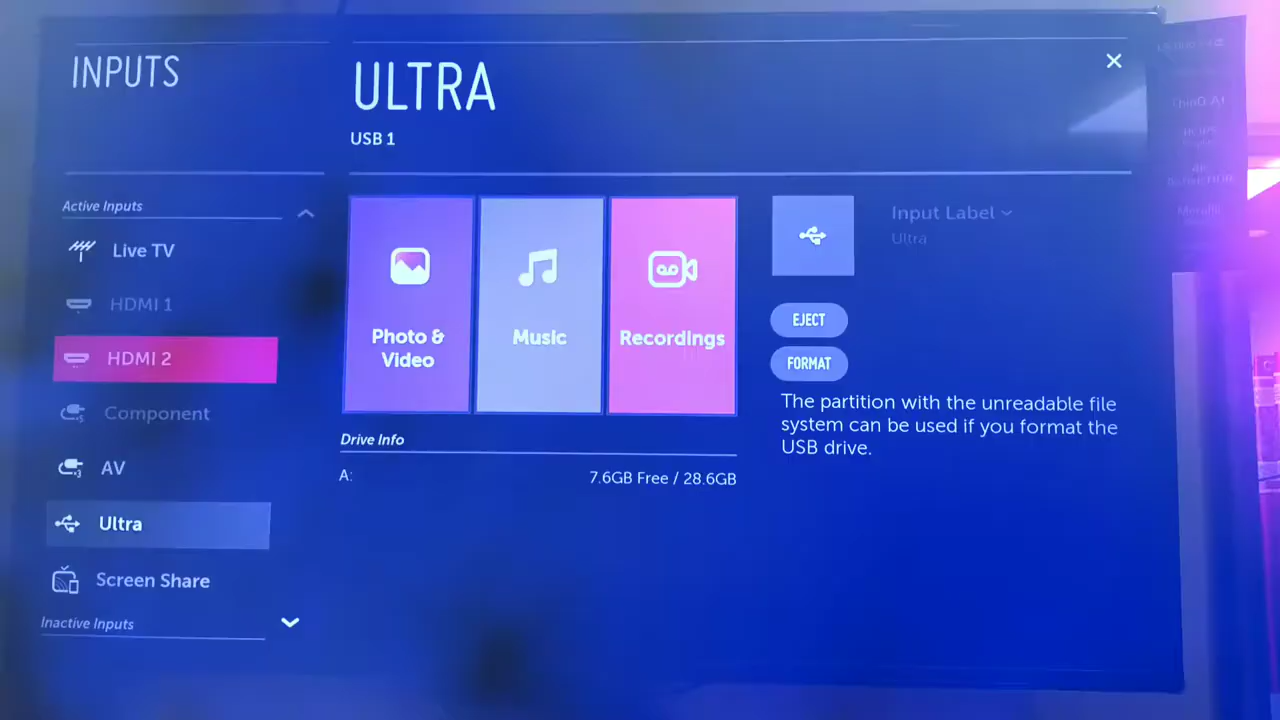 INPUTS
Active Inputs
Live TV
HDMI 1
HDMI 2
Component
AV
Ultra
Screen Share
Inactive Inputs
ULTRA
USB 1
Photo &
Video
Music
Recordings
Drive Info
A:
7.6GB Free / 28.6GB
Input Label
Ultra
EJECT
FORMAT
The partition with the unreadable file
system can be used if you format the
USB drive.
ThinQ AI
4K